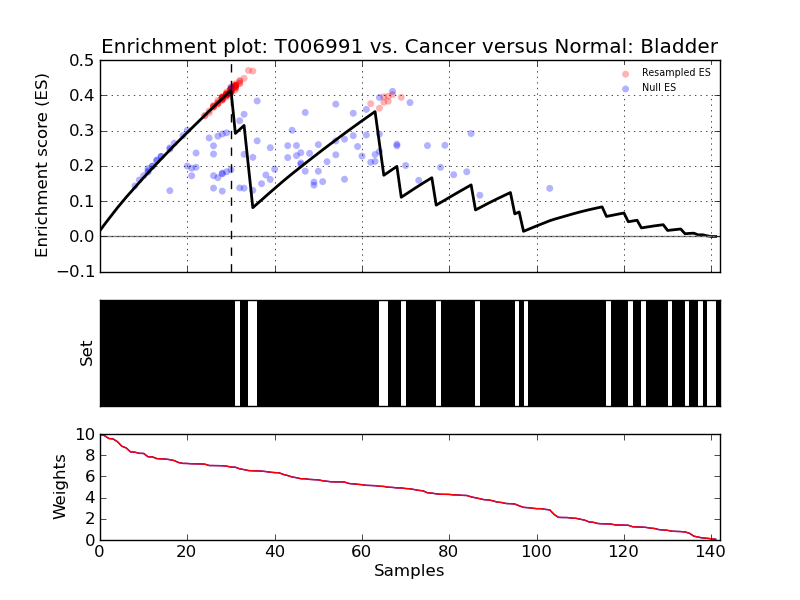 Enrichment plot: T006991 vs. Cancer versus Normal: Bladder
Enrichment score (ES)
0.5
0.4
0.3
0.2
0.1
0.0
−0.1
Resampled ES
Null ES
Set
Weights
10
8
6
4
2
0
0 20 40 60 80 100 120 140
Samples